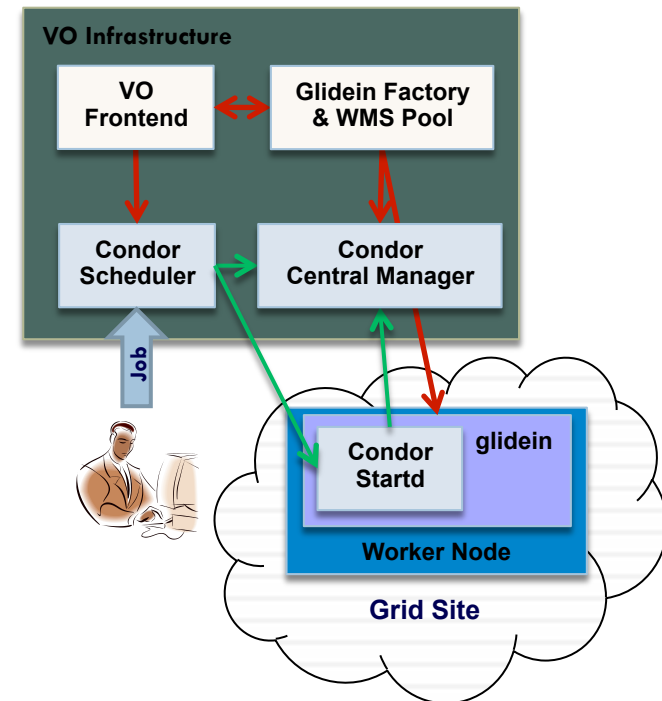 VO Infrastructure
VO
Frontend
Glidein Factory
& WMS Pool
Condor
Scheduler
Condor
Central Manager
Job
glidein
Condor
Startd
Worker Node
Grid Site